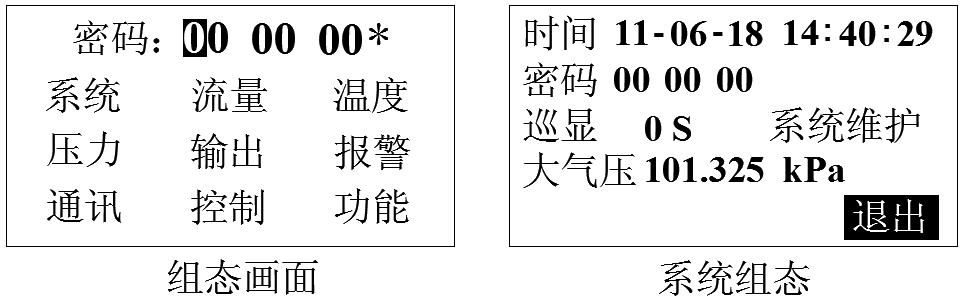 密码：00 00 00*
系统 流量 温度
压力 输出 报警
通讯 控制 功能
组态画面
时间 11-06-18 14:40:29
密码 00 00 00
巡显 0 S 系统维护
大气压 101.325 kPa
退出
系统组态